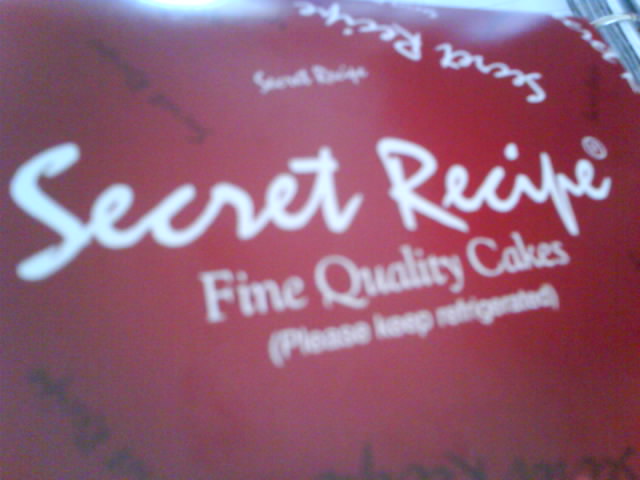 Secret Recipe
Secret Recipe
Secret Recipe®
Fine Quality Cakes
(Please keep refrigerated)